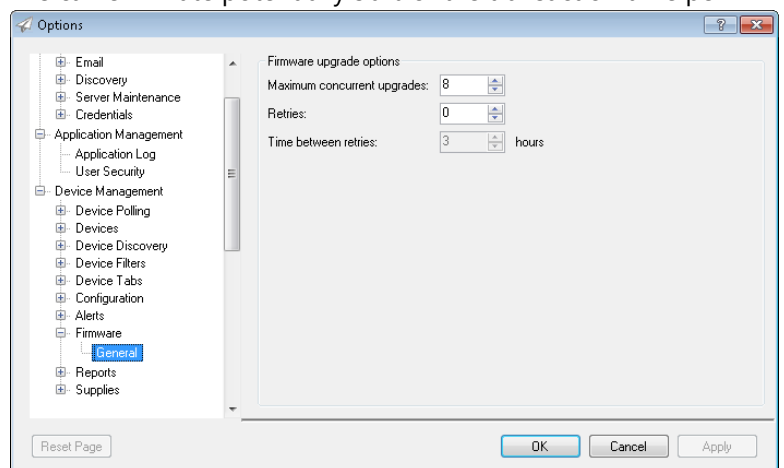 Options
Email
Discovery
Server Maintenance
Credentials
Application Management
Application Log
User Security
Device Management
Device Polling
Devices
Device Discovery
Device Filters
Device Tabs
Configuration
Alerts
Firmware
General
Reports
Supplies
Firmware upgrade options
Maximum concurrent upgrades: 8
Retries: 0
Time between retries: 3 hours
Reset Page
OK
Cancel
Apply